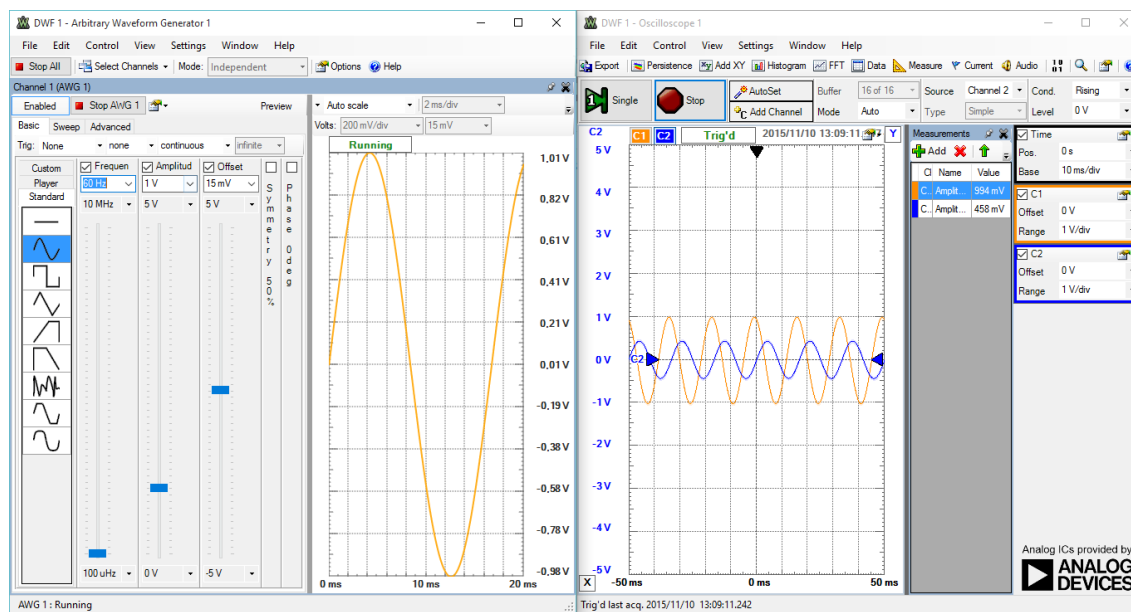 DWF 1 - Arbitrary Waveform Generator 1
File Edit Control View Settings Window Help
Stop All Select Channels Mode: Independent Options Help
Channel 1 (AWG 1)
Enabled Stop AWG 1 Preview
Basic Sweep Advanced
Trig: None none continuous infinite
Custom
Player
Standard
Frequen Amplitud Offset
60 Hz 1 V 15 mV
10 MHz 5 V 5 V
Symmetry 50%
Phase 0 deg
100 uHz 0 V -5 V
Auto scale 2 ms/div
Volts: 200 mV/div 15 mV
Running
1,01 V
0,82 V
0,61 V
0,41 V
0,21 V
0,01 V
-0,19 V
-0,38 V
-0,58 V
-0,78 V
-0,98 V
0 ms 10 ms 20 ms
AWG 1 : Running
DWF 1 - Oscilloscope 1
File Edit Control View Settings Window Help
Export Persistence Add XY Histogram FFT Data Measure Current Audio
Single Stop AutoSet Buffer 16 of 16 Source Channel 2 Cond. Rising
Add Channel Mode Auto Type Simple Level 0 V
C2 C1 C2 Trig'd 2015/11/10 13:09:11 Y
5 V
4 V
3 V
2 V
1 V
0 V
-1 V
-2 V
-3 V
-4 V
-5 V
C2
X -50 ms 0 ms 50 ms
Measurements
Add
Name Value
C.. Amplit... 994 mV
C.. Amplit... 458 mV
Time
Pos. 0 s
Base 10 ms/div
C1
Offset 0 V
Range 1 V/div
C2
Offset 0 V
Range 1 V/div
Analog ICs provided by
ANALOG
DEVICES
Trig'd last acq. 2015/11/10 13:09:11.242